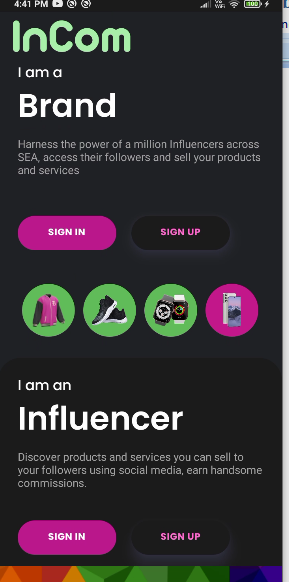 4:41 PM
InCom
I am a
Brand
Harness the power of a million Influencers across
SEA, access their followers and sell your products
and services
SIGN IN SIGN UP
I am an
Influencer
Discover products and services you can sell to
your followers using social media, earn handsome
commissions.
SIGN IN SIGN UP